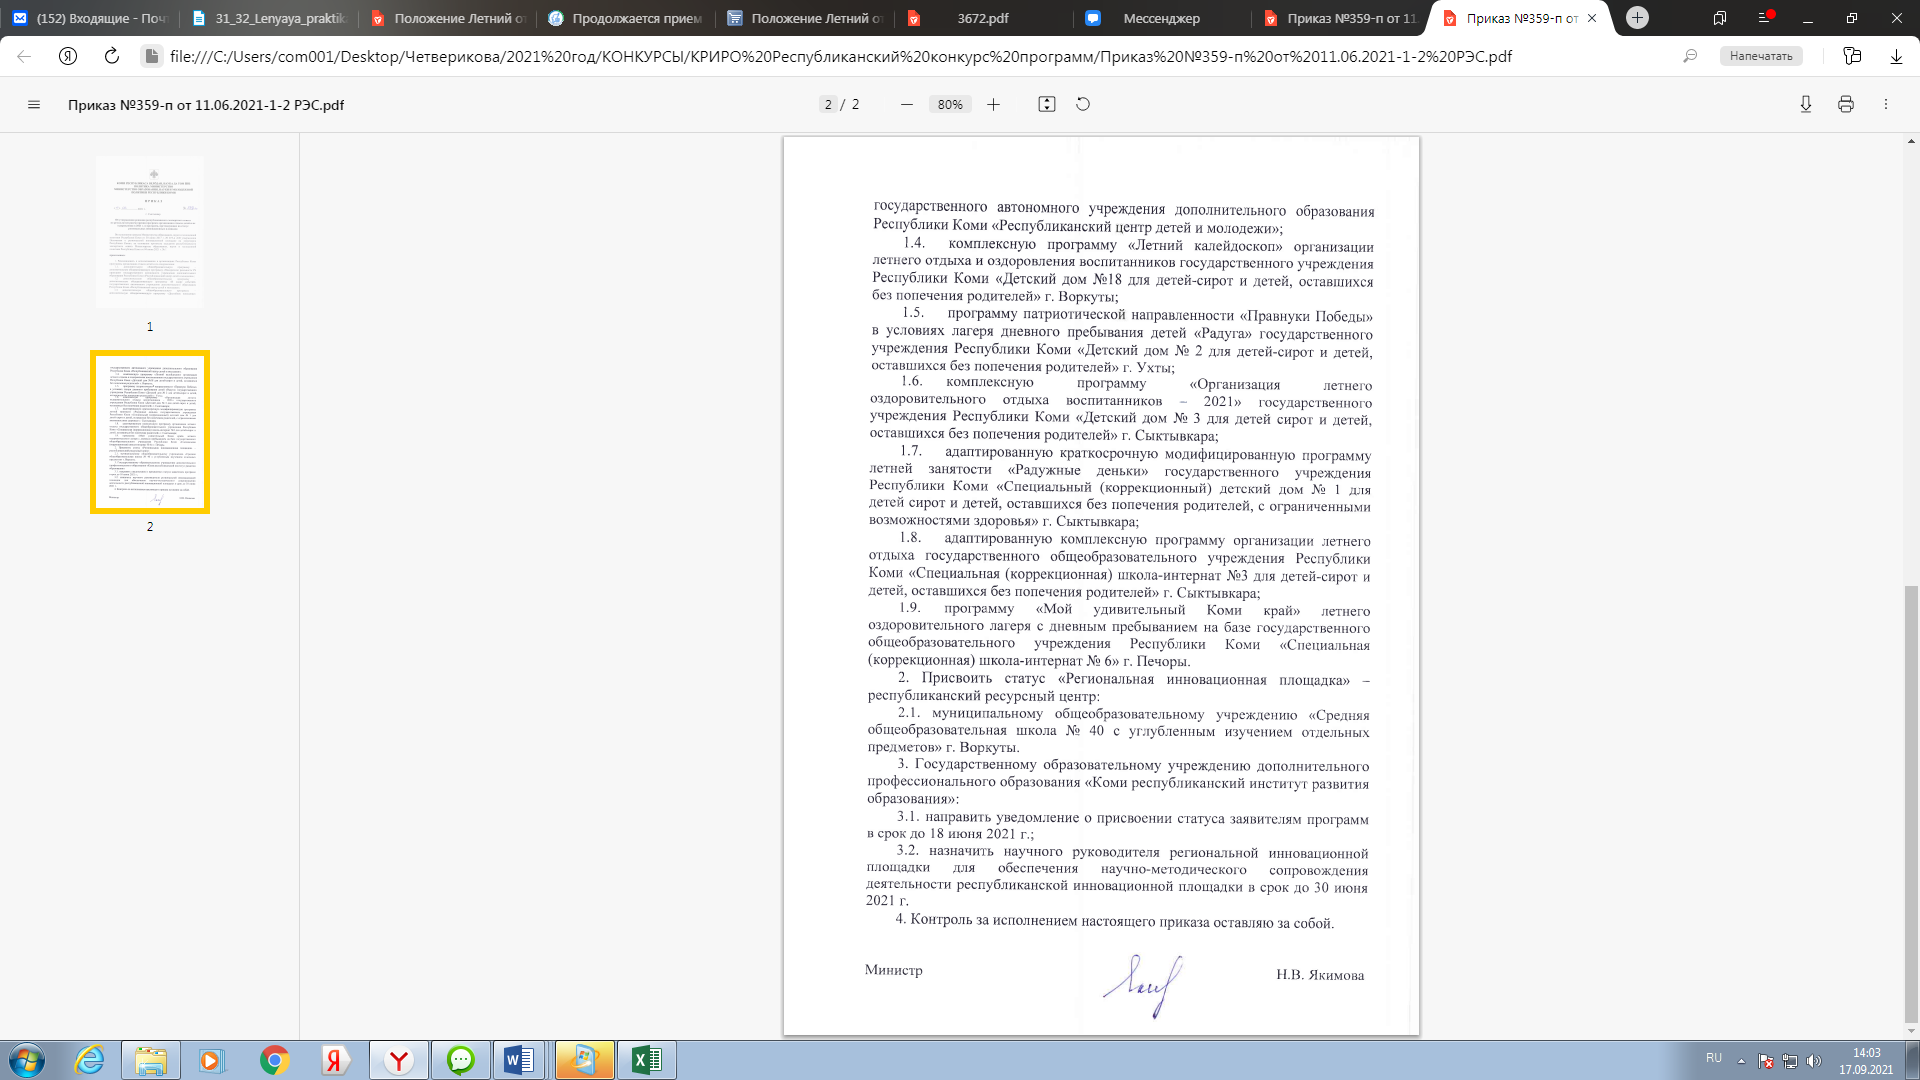 (152) Входящие - Поч
31_32_Lenyaya_praktik
Положение Летний от
Продолжается прием
Положение Летний от
3672.pdf
Мессенджер
Приказ №359-п от 11.
Приказ №359-п от
file:///C:/Users/com001/Desktop/Четверикова/2021%20год/КОНКУРСЫ/КРИРО%20Республиканский%20конкурс%20программ/Приказ%20№359-п%20от%2011.06.2021-1-2%20РЭС.pdf
Напечатать
Приказ №359-п от 11.06.2021-1-2 РЭС.pdf
2 / 2
80%
1
2
государственного автономного учреждения дополнительного образования
Республики Коми «Республиканский центр детей и молодежи»;
1.4. комплексную программу «Летний калейдоскоп» организации
летнего отдыха и оздоровления воспитанников государственного учреждения
Республики Коми «Детский дом №18 для детей-сирот и детей, оставшихся
без попечения родителей» г. Воркуты;
1.5. программу патриотической направленности «Правнуки Победы»
в условиях лагеря дневного пребывания детей «Радуга» государственного
учреждения Республики Коми «Детский дом № 2 для детей-сирот и детей,
оставшихся без попечения родителей» г. Ухты;
1.6. комплексную программу «Организация летнего
оздоровительного отдыха воспитанников – 2021» государственного
учреждения Республики Коми «Детский дом № 3 для детей сирот и детей,
оставшихся без попечения родителей» г. Сыктывкара;
1.7. адаптированную краткосрочную модифицированную программу
летней занятости «Радужные деньки» государственного учреждения
Республики Коми «Специальный (коррекционный) детский дом № 1 для
детей сирот и детей, оставшихся без попечения родителей, с ограниченными
возможностями здоровья» г. Сыктывкара;
1.8. адаптированную комплексную программу организации летнего
отдыха государственного общеобразовательного учреждения Республики
Коми «Специальная (коррекционная) школа-интернат №3 для детей-сирот и
детей, оставшихся без попечения родителей» г. Сыктывкара;
1.9. программу «Мой удивительный Коми край» летнего
оздоровительного лагеря с дневным пребыванием на базе государственного
общеобразовательного учреждения Республики Коми «Специальная
(коррекционная) школа-интернат № 6» г. Печоры.
2. Присвоить статус «Региональная инновационная площадка» –
республиканский ресурсный центр:
2.1. муниципальному общеобразовательному учреждению «Средняя
общеобразовательная школа № 40 с углубленным изучением отдельных
предметов» г. Воркуты.
3. Государственному образовательному учреждению дополнительного
профессионального образования «Коми республиканский институт развития
образования»:
3.1. направить уведомление о присвоении статуса заявителям программ
в срок до 18 июня 2021 г.;
3.2. назначить научного руководителя региональной инновационной
площадки для обеспечения научно-методического сопровождения
деятельности республиканской инновационной площадки в срок до 30 июня
2021 г.
4. Контроль за исполнением настоящего приказа оставляю за собой.
Министр
Н.В. Якимова
RU
14:03
17.09.2021